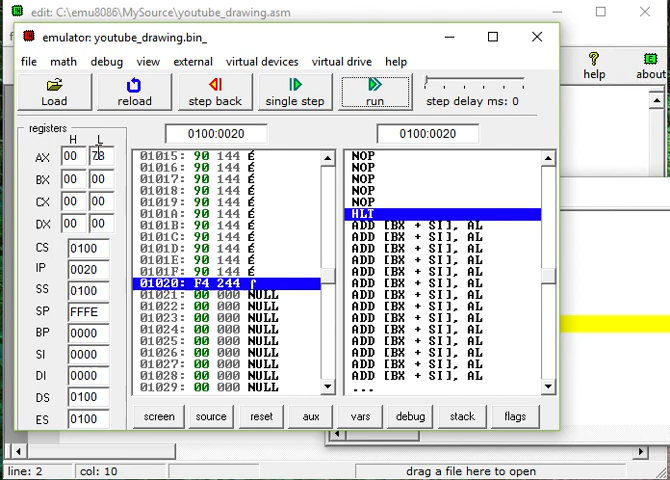 edit: C:\emu8086\MySource\youtube_drawing.asm
emulator: youtube_drawing.bin_
file math debug view external virtual devices virtual drive help
help about
Load reload step back single step run step delay ms: 0
registers 0100:0020 0100:0020
H L
AX 00 7B
BX 00 00
CX 00 00
DX 00 00
CS 0100
IP 0020
SS 0100
SP FFFE
BP 0000
SI 0000
DI 0000
DS 0100
ES 0100
01015: 90 144 É
01016: 90 144 É
01017: 90 144 É
01018: 90 144 É
01019: 90 144 É
0101A: 90 144 É
0101B: 90 144 É
0101C: 90 144 É
0101D: 90 144 É
0101E: 90 144 É
0101F: 90 144 É
01020: F4 244 ⌠
01021: 00 000 NULL
01022: 00 000 NULL
01023: 00 000 NULL
01024: 00 000 NULL
01025: 00 000 NULL
01026: 00 000 NULL
01027: 00 000 NULL
01028: 00 000 NULL
01029: 00 000 NULL
NOP
NOP
NOP
NOP
NOP
HLT
ADD [BX + SI], AL
ADD [BX + SI], AL
ADD [BX + SI], AL
ADD [BX + SI], AL
ADD [BX + SI], AL
ADD [BX + SI], AL
ADD [BX + SI], AL
ADD [BX + SI], AL
ADD [BX + SI], AL
ADD [BX + SI], AL
ADD [BX + SI], AL
ADD [BX + SI], AL
ADD [BX + SI], AL
ADD [BX + SI], AL
...
screen source reset aux vars debug stack flags
line: 2 col: 10 drag a file here to open